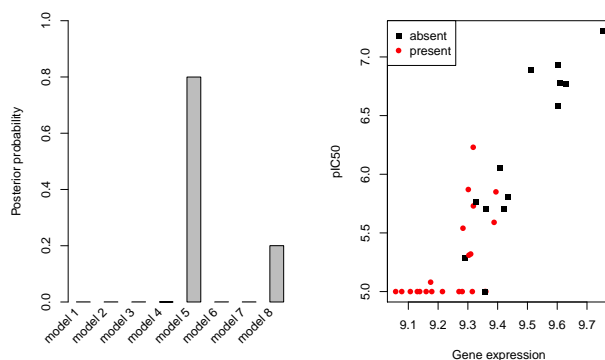 Posterior probability
0.0
0.2
0.4
0.6
0.8
1.0
model 1
model 2
model 3
model 4
model 5
model 6
model 7
model 8
absent
present
pIC50
5.0
5.5
6.0
6.5
7.0
9.1 9.2 9.3 9.4 9.5 9.6 9.7
Gene expression